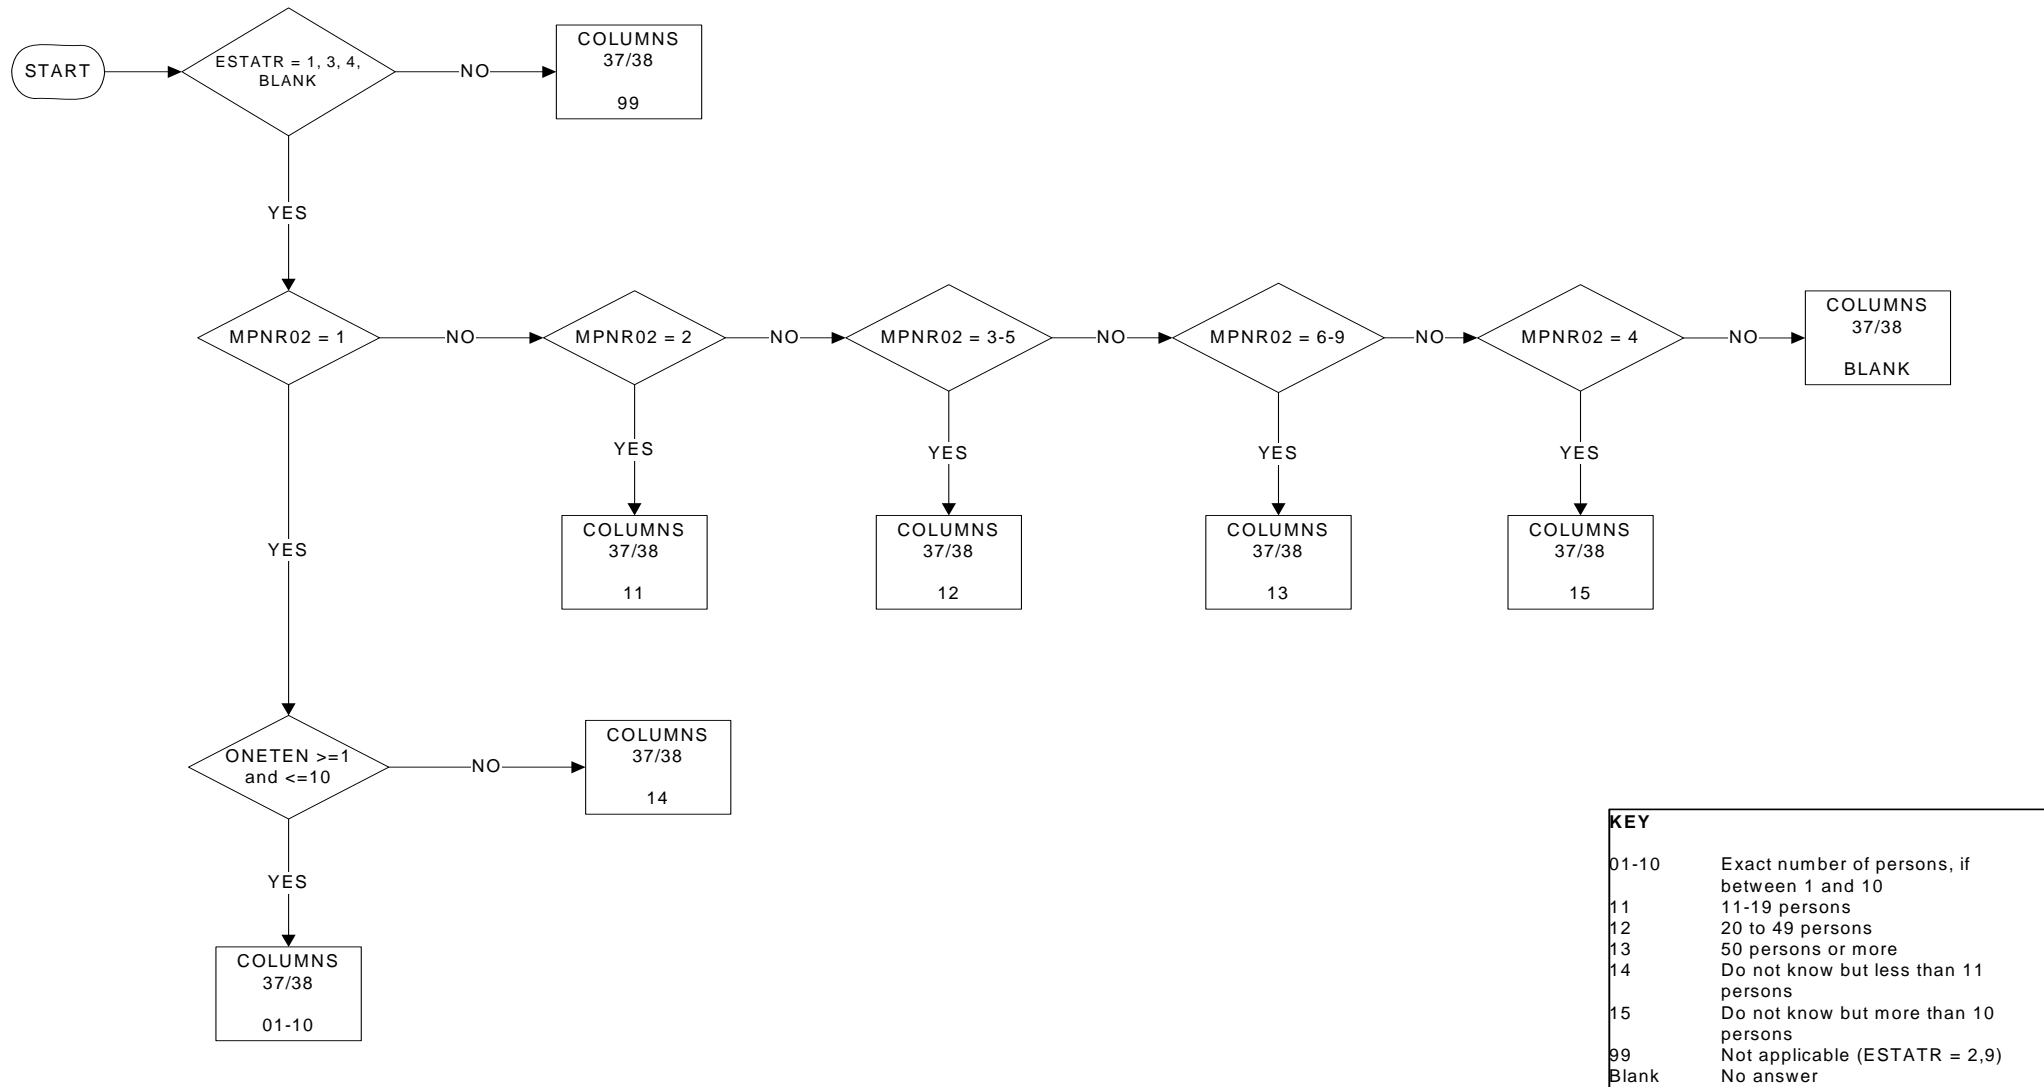 START
ESTATR = 1, 3, 4,
BLANK
NO
COLUMNS
37/38
99
YES
MPNR02 = 1
NO
MPNR02 = 2
NO
MPNR02 = 3-5
NO
MPNR02 = 6-9
NO
MPNR02 = 4
NO
COLUMNS
37/38
BLANK
YES
YES
YES
YES
YES
COLUMNS
37/38
11
COLUMNS
37/38
12
COLUMNS
37/38
13
COLUMNS
37/38
15
ONETEN >=1
and <=10
NO
COLUMNS
37/38
14
YES
COLUMNS
37/38
01-10
KEY
01-10 Exact number of persons, if
between 1 and 10
11 11-19 persons
12 20 to 49 persons
13 50 persons or more
14 Do not know but less than 11
persons
15 Do not know but more than 10
persons
99 Not applicable (ESTATR = 2,9)
Blank No answer